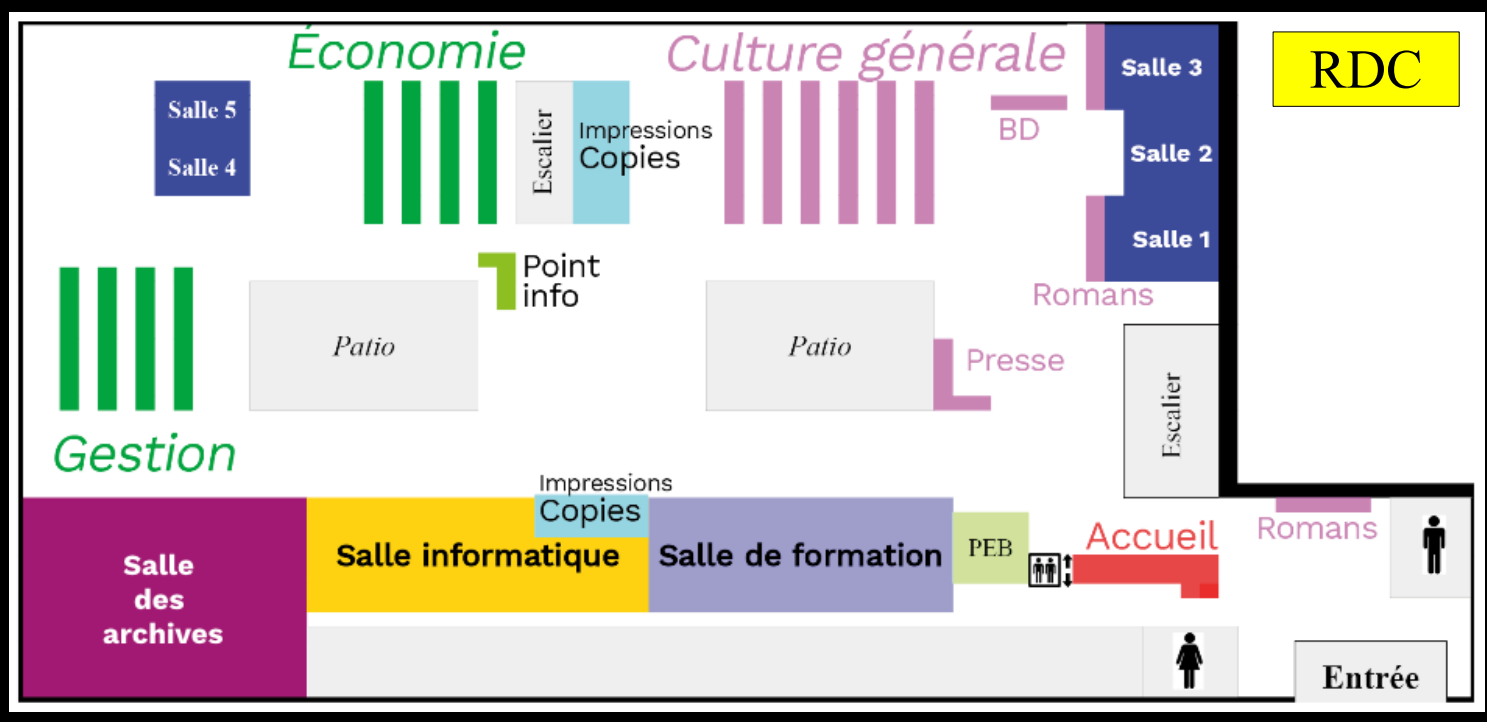 Économie
Culture générale
RDC
Salle 3
Salle 5
Impressions
Copies
BD
Escalier
Salle 2
Salle 4
Salle 1
Point
info
Romans
Patio
Patio
Presse
Escalier
Gestion
Impressions
Copies
Salle
des
archives
Salle informatique
Salle de formation
PEB
Accueil
Romans
Entrée